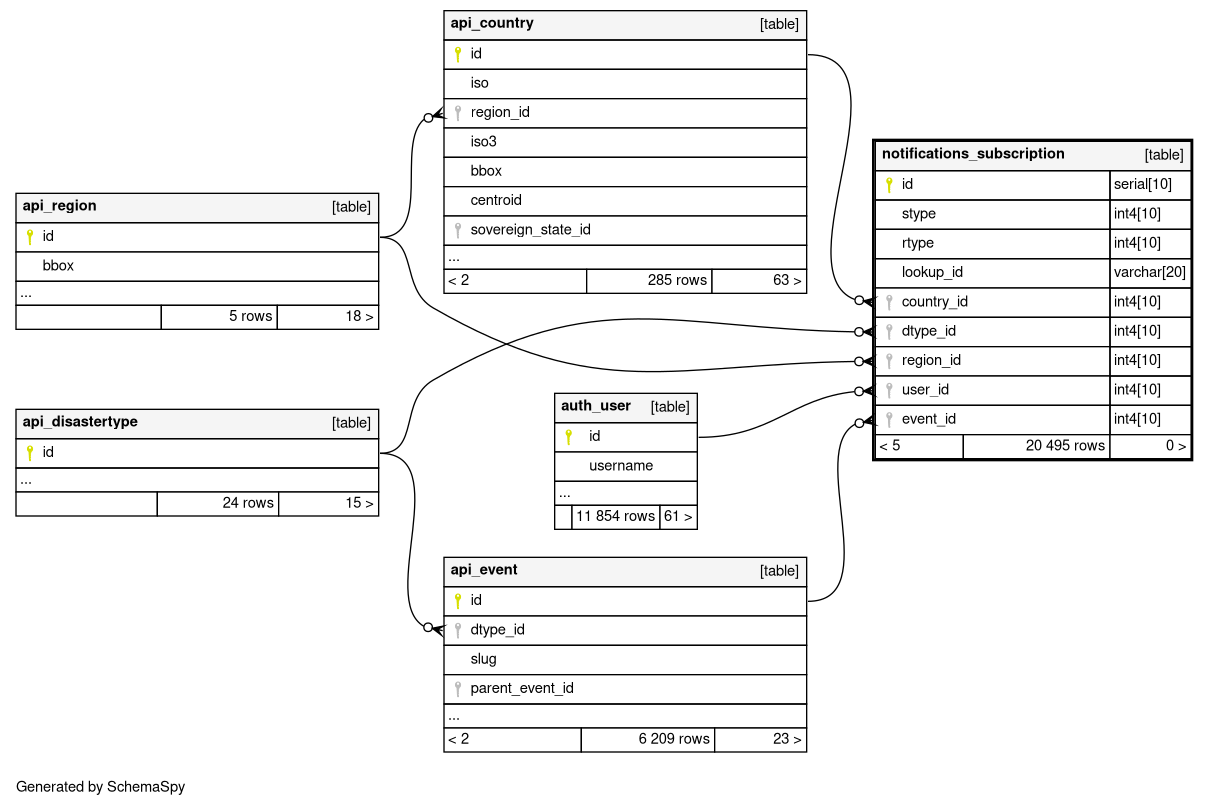 api_country [table]
id
iso
region_id
iso3
bbox
centroid
sovereign_state_id
...
< 2 285 rows 63 >
notifications_subscription [table]
id serial[10]
stype int4[10]
rtype int4[10]
lookup_id varchar[20]
country_id int4[10]
dtype_id int4[10]
region_id int4[10]
user_id int4[10]
event_id int4[10]
< 5 20 495 rows 0 >
api_region [table]
id
bbox
...
5 rows 18 >
api_disastertype [table]
id
...
24 rows 15 >
auth_user [table]
id
username
...
11 854 rows 61 >
api_event [table]
id
dtype_id
slug
parent_event_id
...
< 2 6 209 rows 23 >
Generated by SchemaSpy